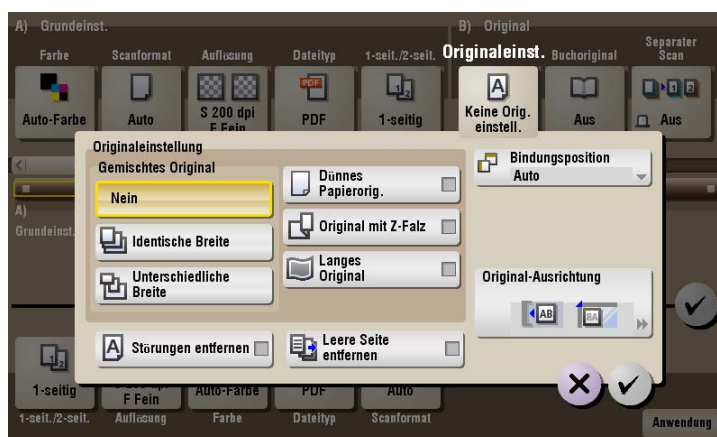 A) Grundeinst.
B) Original
Farbe
Scanformat
Auflösung
Dateityp
1-seit./2-seit.
Originaleinst.
Buchoriginal
Separater
Scan
Auto-Farbe
Auto
S 200 dpi
F Fein
PDF
1-seitig
Keine Orig.
einstell.
Aus
Aus
A)
Grundeinst.
Originaleinstellung
Gemischtes Original
Nein
Identische Breite
Unterschiedliche
Breite
Dünnes
Papierorig.
Original mit Z-Falz
Langes
Original
Bindungsposition
Auto
Original-Ausrichtung
Störungen entfernen
Leere Seite
entfernen
1-seitig
F Fein
Auto-Farbe
PDF
Auto
1-seit./2-seit.
Auflösung
Farbe
Dateityp
Scanformat
Anwendung